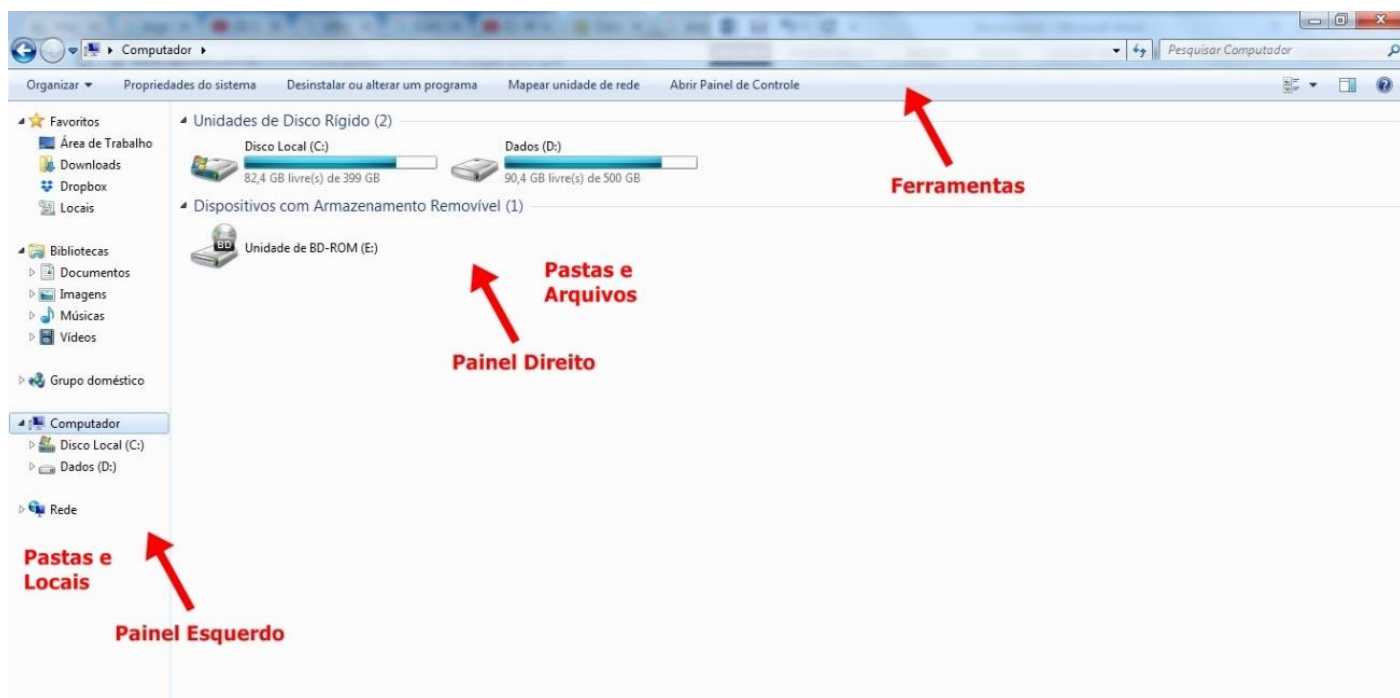 Computador
Pesquisar Computador
Organizar
Propriedades do sistema
Desinstalar ou alterar um programa
Mapear unidade de rede
Abrir Painel de Controle
Ferramentas
Favoritos
Área de Trabalho
Downloads
Dropbox
Locais
Bibliotecas
Documentos
Imagens
Músicas
Vídeos
Grupo doméstico
Computador
Disco Local (C:)
Dados (D:)
Rede
Pastas e
Locais
Painel Esquerdo
Unidades de Disco Rígido (2)
Disco Local (C:)
82,4 GB livre(s) de 399 GB
Dados (D:)
90,4 GB livre(s) de 500 GB
Dispositivos com Armazenamento Removível (1)
BD
Unidade de BD-ROM (E:)
Pastas e
Arquivos
Painel Direito